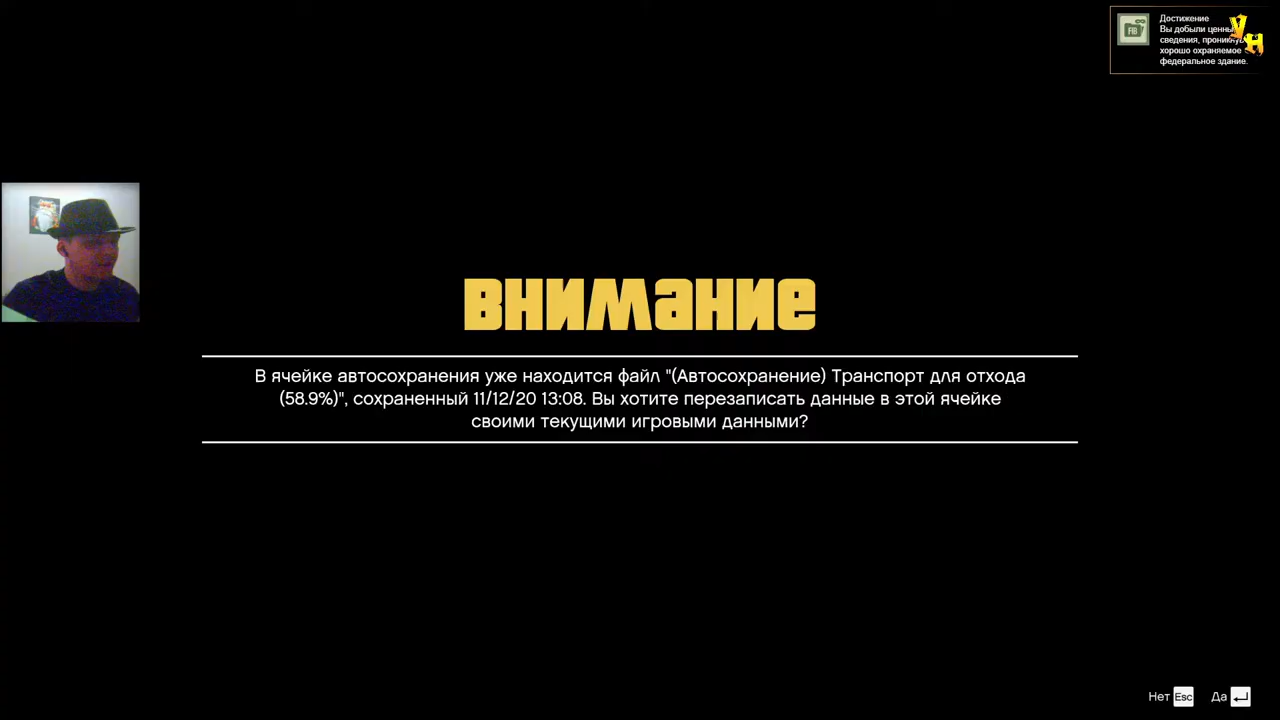 Достижение
Вы добыли ценные
сведения, проникнув
хорошо охраняемое
федеральное здание.
FIB
УН
ВНИМАНИЕ
В ячейке автосохранения уже находится файл "(Автосохранение) Транспорт для отхода
(58.9%)", сохраненный 11/12/20 13:08. Вы хотите перезаписать данные в этой ячейке
своими текущими игровыми данными?
Нет Esc Да